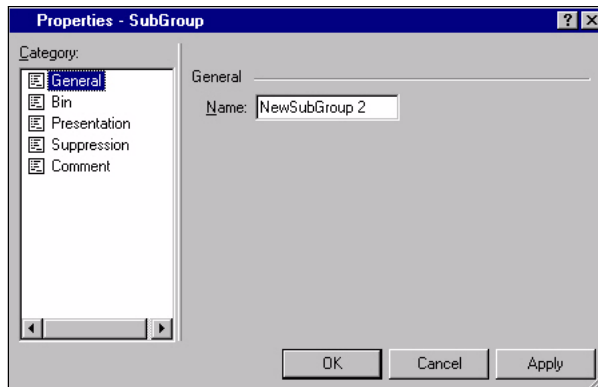 Properties - SubGroup
Category:
General
Bin
Presentation
Suppression
Comment
General
Name: NewSubGroup 2
OK Cancel Apply